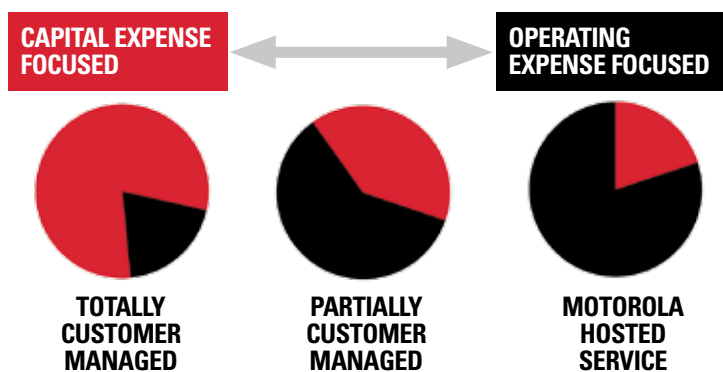 CAPITAL EXPENSE
FOCUSED
OPERATING
EXPENSE FOCUSED
TOTALLY
CUSTOMER
MANAGED
PARTIALLY
CUSTOMER
MANAGED
MOTOROLA
HOSTED
SERVICE